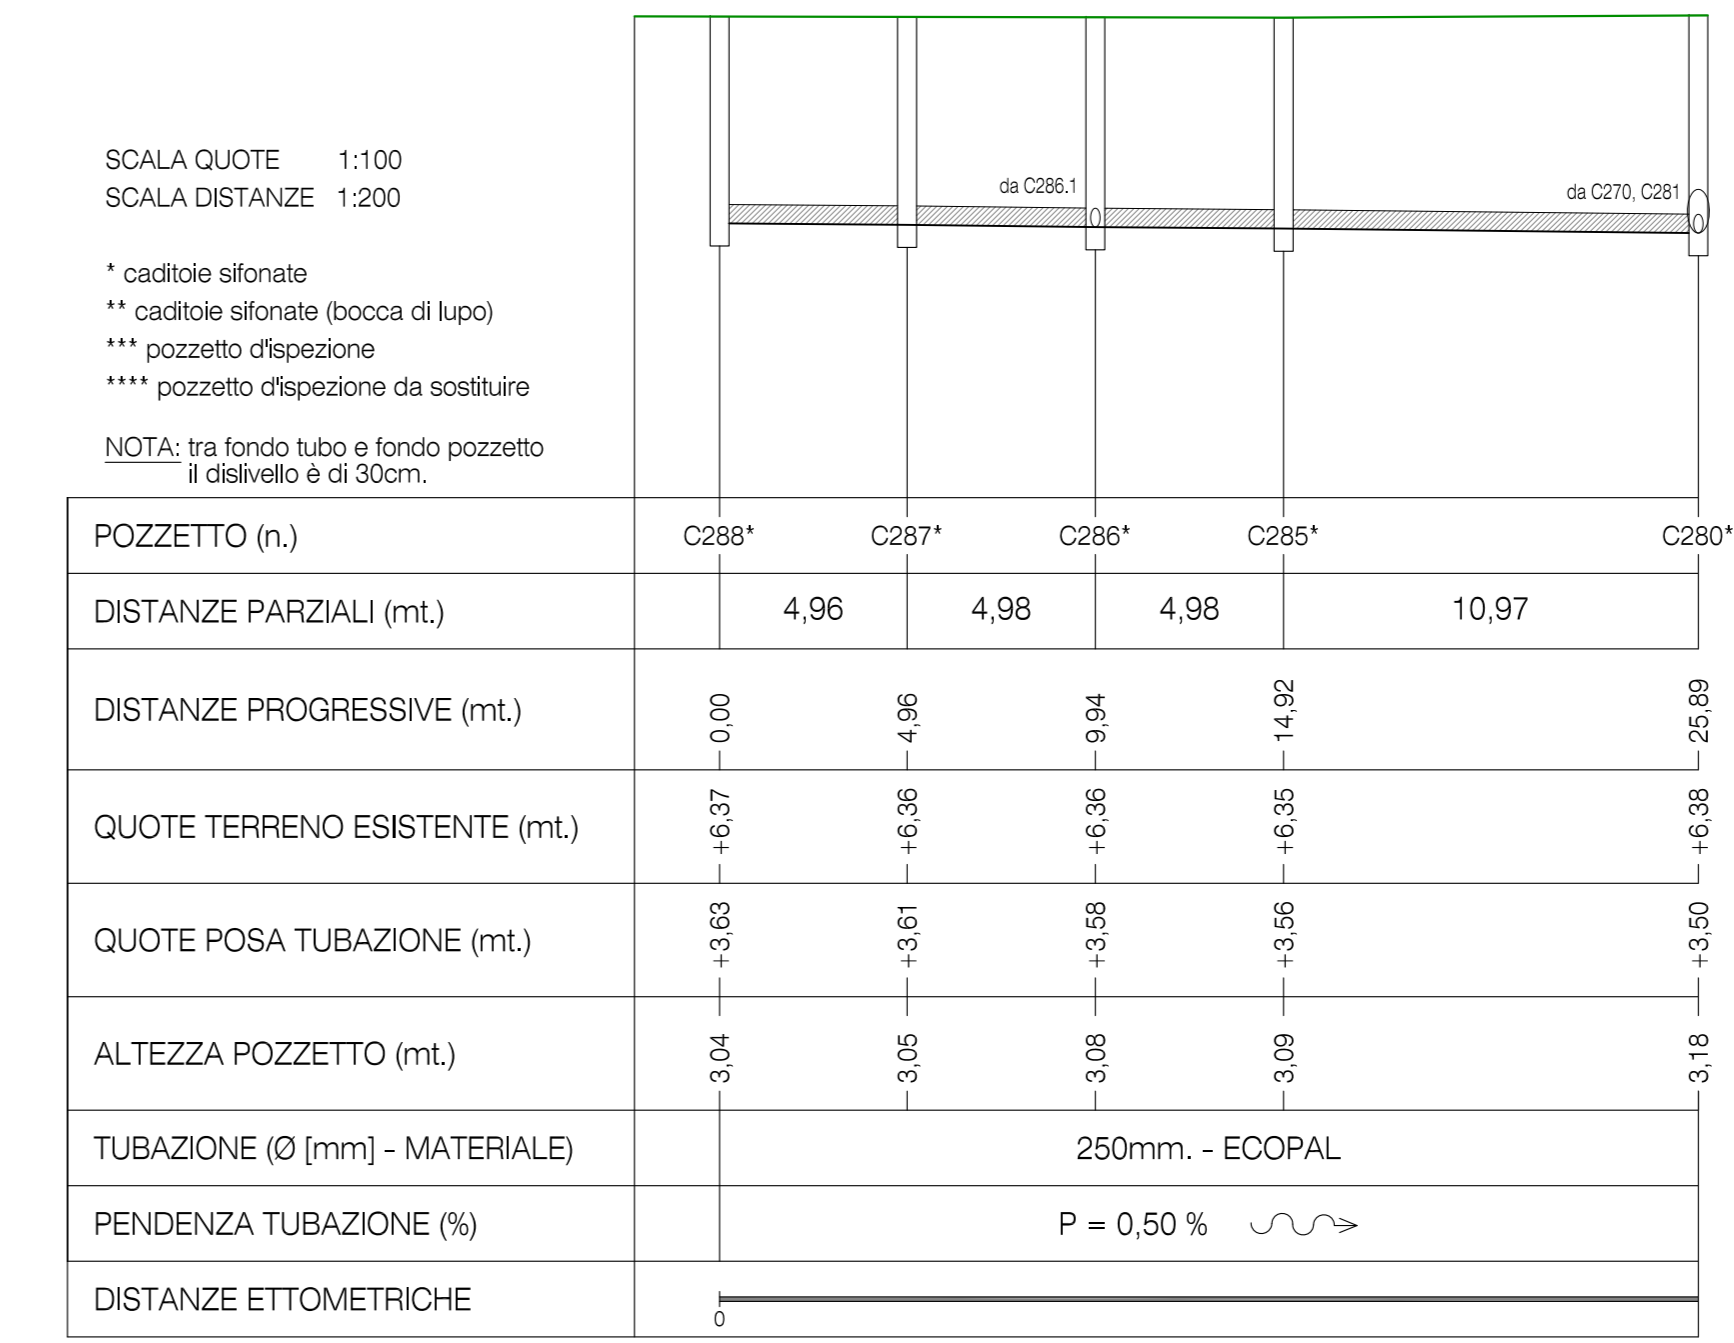 SCALA QUOTE 1:100
SCALA DISTANZE 1:200
* caditoie sifonate
** caditoie sifonate (bocca di lupo)
*** pozzetto d'ispezione
**** pozzetto d'ispezione da sostituire
NOTA: tra fondo tubo e fondo pozzetto
il dislivello è di 30cm.
da C286.1
da C270, C281
POZZETTO (n.) C288* C287* C286* C285* C280*
DISTANZE PARZIALI (mt.) 4,96 4,98 4,98 10,97
DISTANZE PROGRESSIVE (mt.) 0,00 4,96 9,94 14,92 25,89
QUOTE TERRENO ESISTENTE (mt.) +6,37 +6,36 +6,36 +6,35 +6,38
QUOTE POSA TUBAZIONE (mt.) +3,63 +3,61 +3,58 +3,56 +3,50
ALTEZZA POZZETTO (mt.) 3,04 3,05 3,08 3,09 3,18
TUBAZIONE (Ø [mm] - MATERIALE) 250mm. - ECOPAL
PENDENZA TUBAZIONE (%) P = 0,50 %
DISTANZE ETTOMETRICHE 0